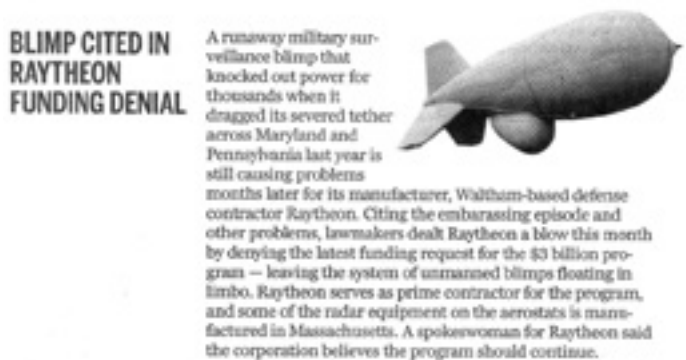 BLIMP CITED IN
RAYTHEON
FUNDING DENIAL
A runaway military sur-
veillance blimp that
knocked out power for
thousands when it
dragged its severed tether
across Maryland and
Pennsylvania last year is
still causing problems
months later for its manufacturer, Waltham-based defense
contractor Raytheon. Citing the embarassing episode and
other problems, lawmakers dealt Raytheon a blow this month
by denying the latest funding request for the $3 billion pro-
gram — leaving the system of unmanned blimps floating in
limbo. Raytheon serves as prime contractor for the program,
and some of the radar equipment on the aerostats is manu-
factured in Massachusetts. A spokeswoman for Raytheon said
the corporation believes the program should continue.